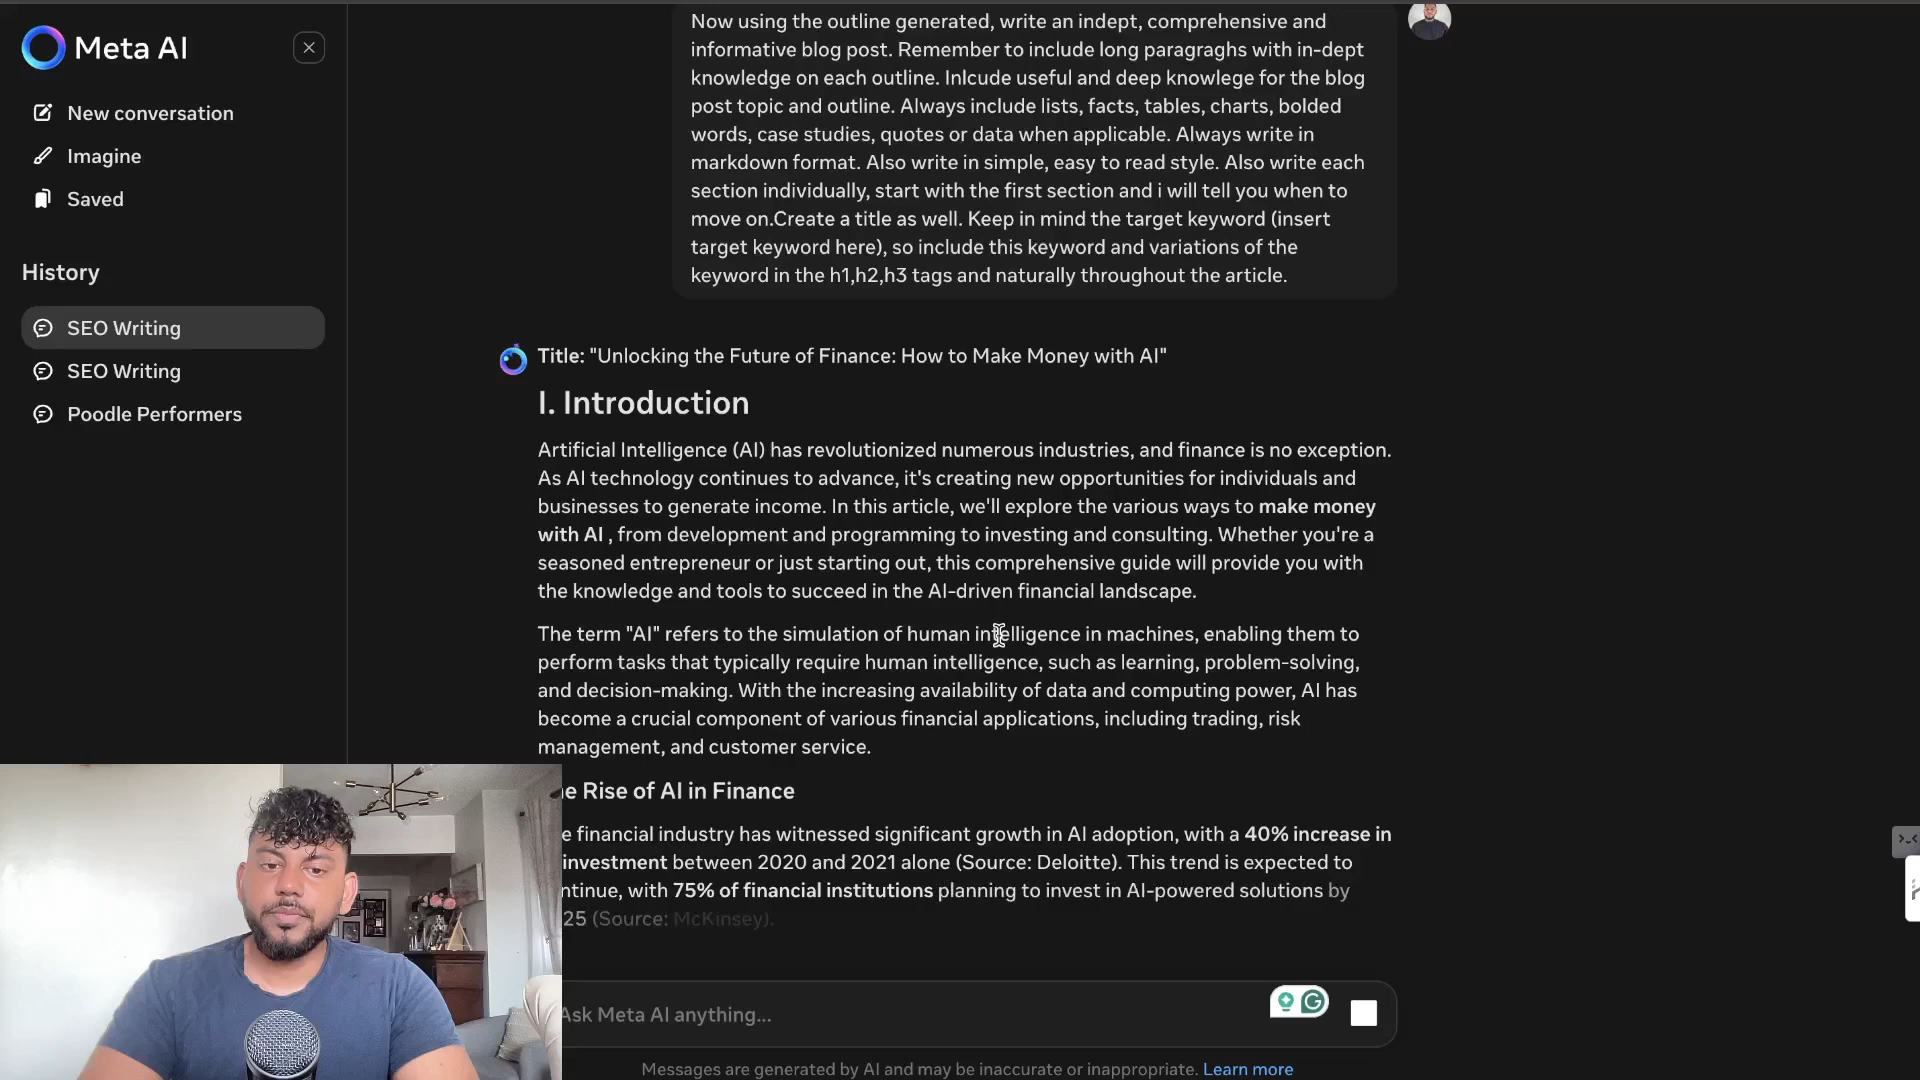 Meta AI
New conversation
Imagine
Saved
History
SEO Writing
SEO Writing
Poodle Performers
Now using the outline generated, write an indept, comprehensive and
informative blog post. Remember to include long paragraghs with in-dept
knowledge on each outline. Inlcude useful and deep knowlege for the blog
post topic and outline. Always include lists, facts, tables, charts, bolded
words, case studies, quotes or data when applicable. Always write in
markdown format. Also write in simple, easy to read style. Also write each
section individually, start with the first section and i will tell you when to
move on.Create a title as well. Keep in mind the target keyword (insert
target keyword here), so include this keyword and variations of the
keyword in the h1,h2,h3 tags and naturally throughout the article.
Title: "Unlocking the Future of Finance: How to Make Money with AI"
I. Introduction
Artificial Intelligence (AI) has revolutionized numerous industries, and finance is no exception.
As AI technology continues to advance, it's creating new opportunities for individuals and
businesses to generate income. In this article, we'll explore the various ways to make money
with AI , from development and programming to investing and consulting. Whether you're a
seasoned entrepreneur or just starting out, this comprehensive guide will provide you with
the knowledge and tools to succeed in the AI-driven financial landscape.
The term "AI" refers to the simulation of human intelligence in machines, enabling them to
perform tasks that typically require human intelligence, such as learning, problem-solving,
and decision-making. With the increasing availability of data and computing power, AI has
become a crucial component of various financial applications, including trading, risk
management, and customer service.
e Rise of AI in Finance
e financial industry has witnessed significant growth in AI adoption, with a 40% increase in
investment between 2020 and 2021 alone (Source: Deloitte). This trend is expected to
ntinue, with 75% of financial institutions planning to invest in AI-powered solutions by
25 (Source: McKinsey).
Ask Meta AI anything...
Messages are generated by AI and may be inaccurate or inappropriate. Learn more